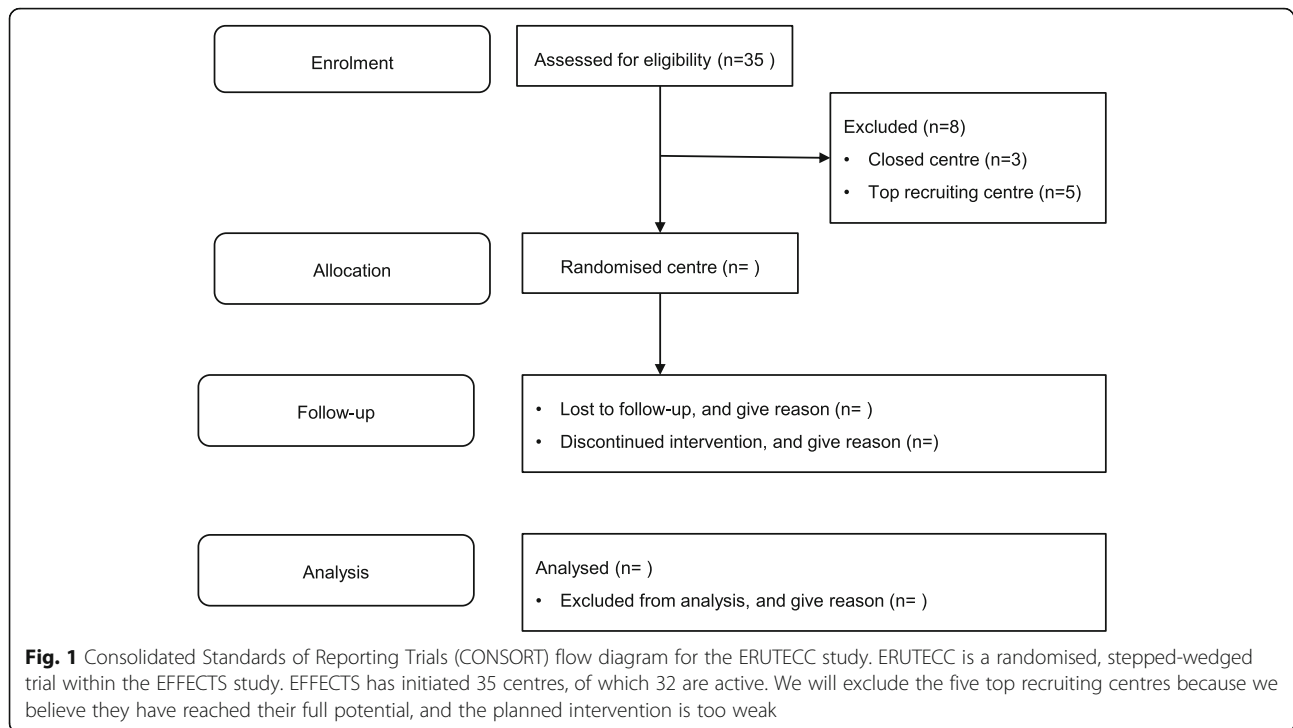 Enrolment
Assessed for eligibility (n=35 )
Excluded (n=8)
• Closed centre (n=3)
• Top recruiting centre (n=5)
Allocation
Randomised centre (n= )
Follow-up
• Lost to follow-up, and give reason (n= )
• Discontinued intervention, and give reason (n=)
Analysis
Analysed (n= )
• Excluded from analysis, and give reason (n= )
Fig. 1 Consolidated Standards of Reporting Trials (CONSORT) flow diagram for the ERUTECC study. ERUTECC is a randomised, stepped-wedged
trial within the EFFECTS study. EFFECTS has initiated 35 centres, of which 32 are active. We will exclude the five top recruiting centres because we
believe they have reached their full potential, and the planned intervention is too weak